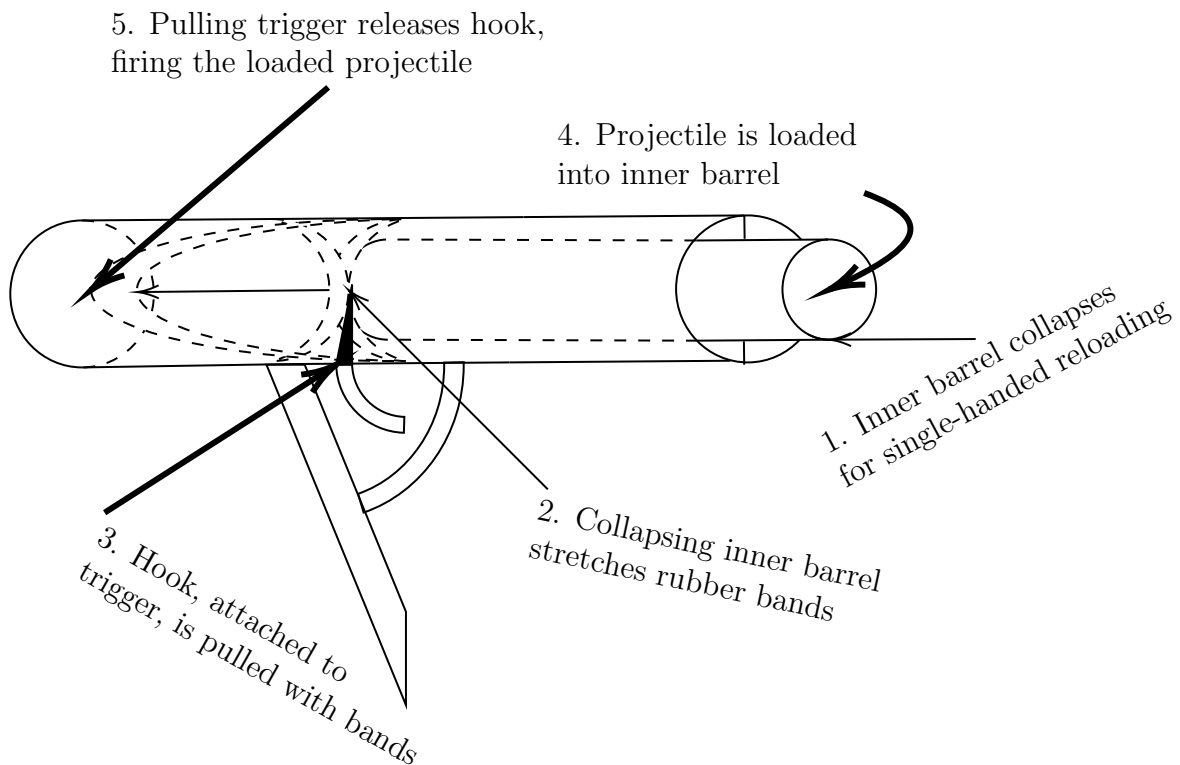 5. Pulling trigger releases hook,
firing the loaded projectile
4. Projectile is loaded
into inner barrel
1. Inner barrel collapses
for single-handed reloading
2. Collapsing inner barrel
stretches rubber bands
3. Hook, attached to
trigger, is pulled with bands